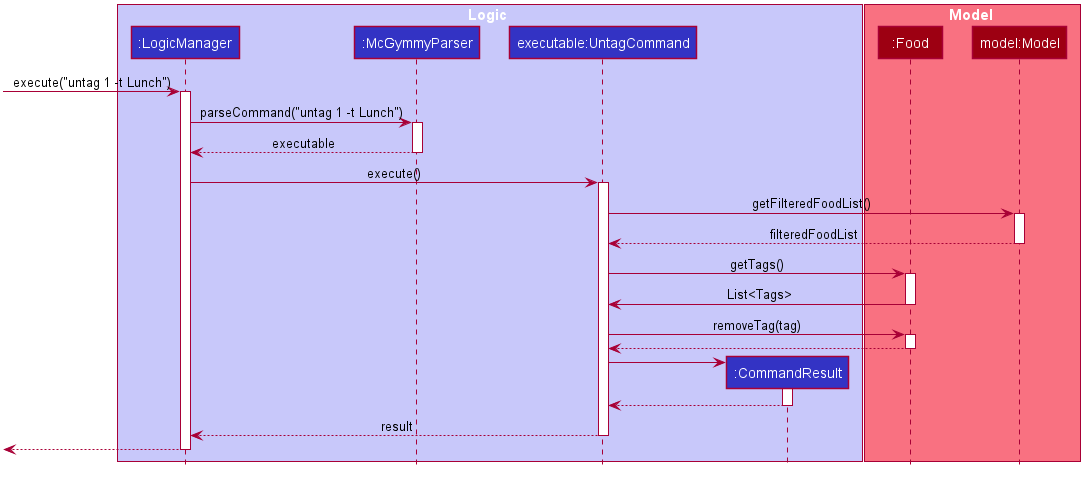 Logic
Model
:LogicManager
:McGymmyParser
executable:UntagCommand
:Food
model:Model
execute("untag 1 -t Lunch")
parseCommand("untag 1 -t Lunch")
executable
execute()
getFilteredFoodList()
filteredFoodList
getTags()
List<Tags>
removeTag(tag)
:CommandResult
result